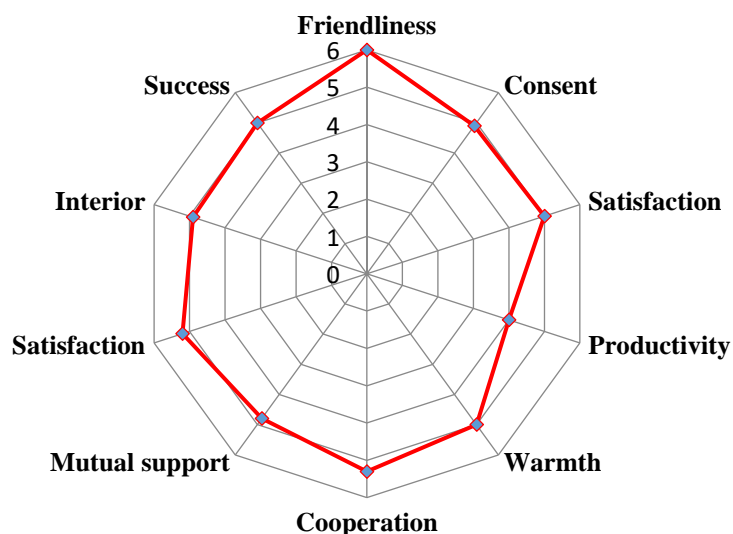 Friendliness
6
Success
5
Consent
4
3
Interior
2
Satisfaction
1
0
Satisfaction
Productivity
Mutual support
Warmth
Cooperation